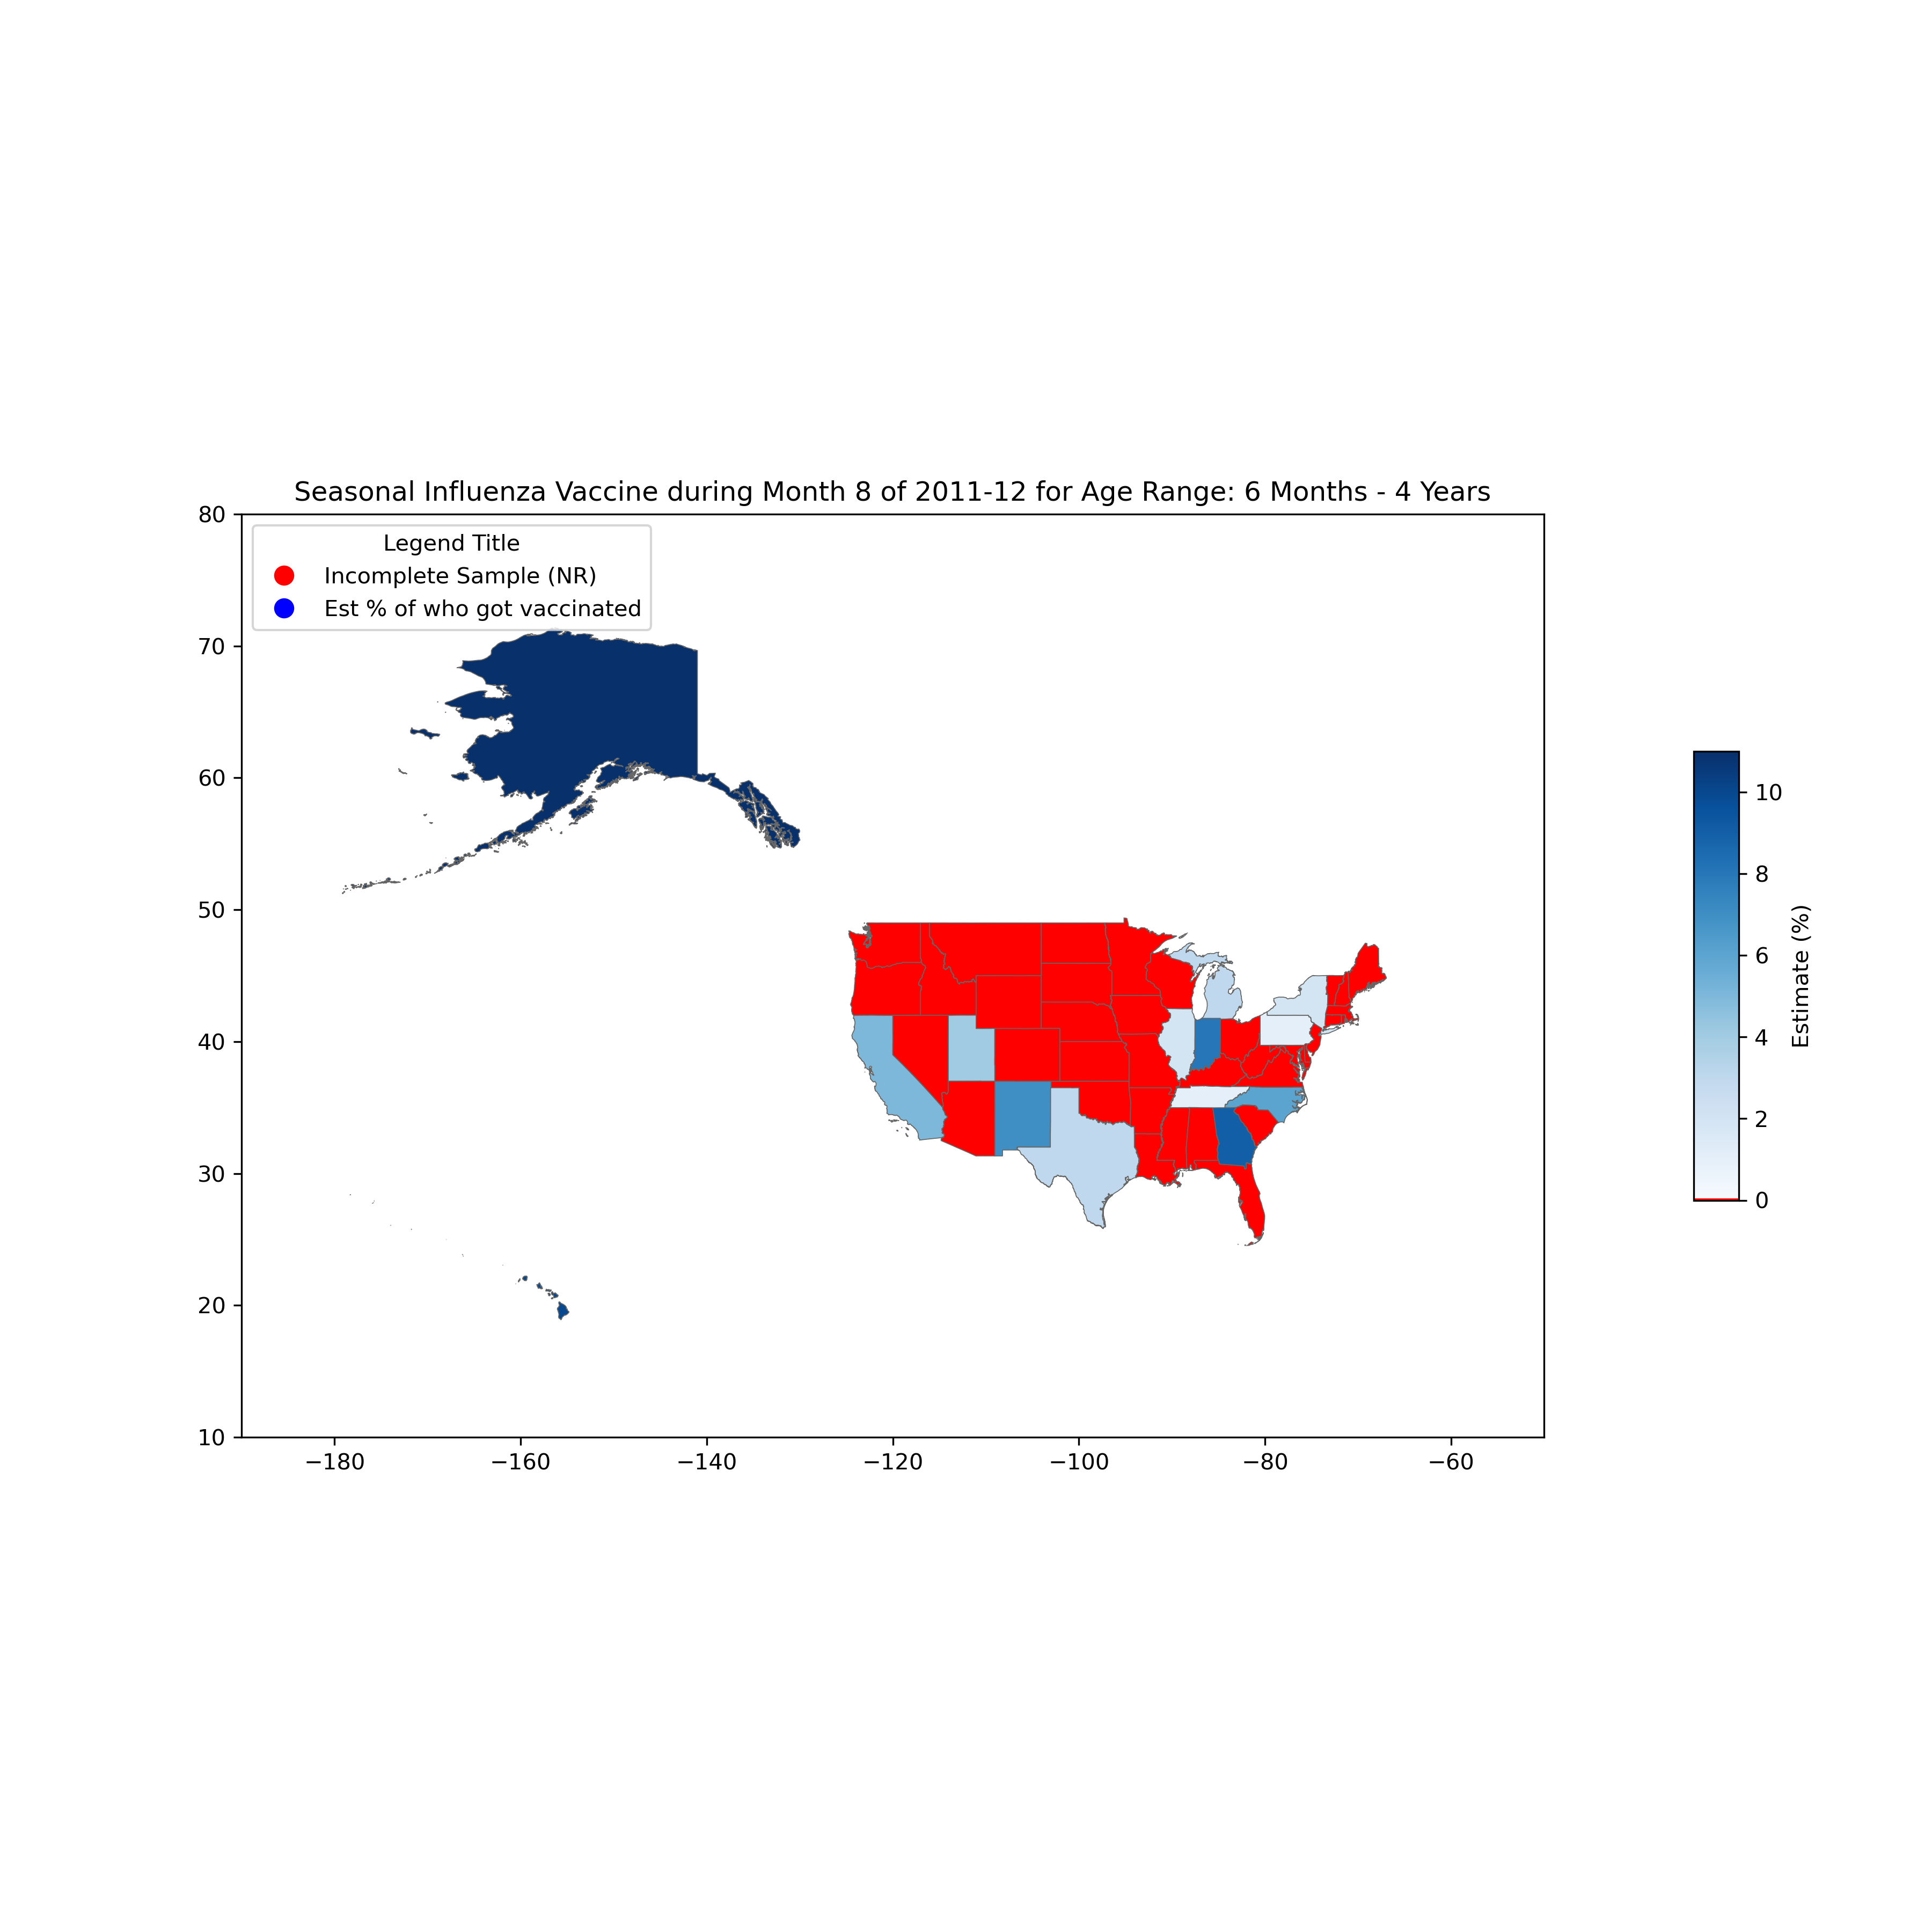 Seasonal Influenza Vaccine during Month 8 of 2011-12 for Age Range: 6 Months - 4 Years
Legend Title
Incomplete Sample (NR)
Est % of who got vaccinated
80
70
60
50
40
30
20
10
−180 −160 −140 −120 −100 −80 −60
10
8
6
4
2
0
Estimate (%)